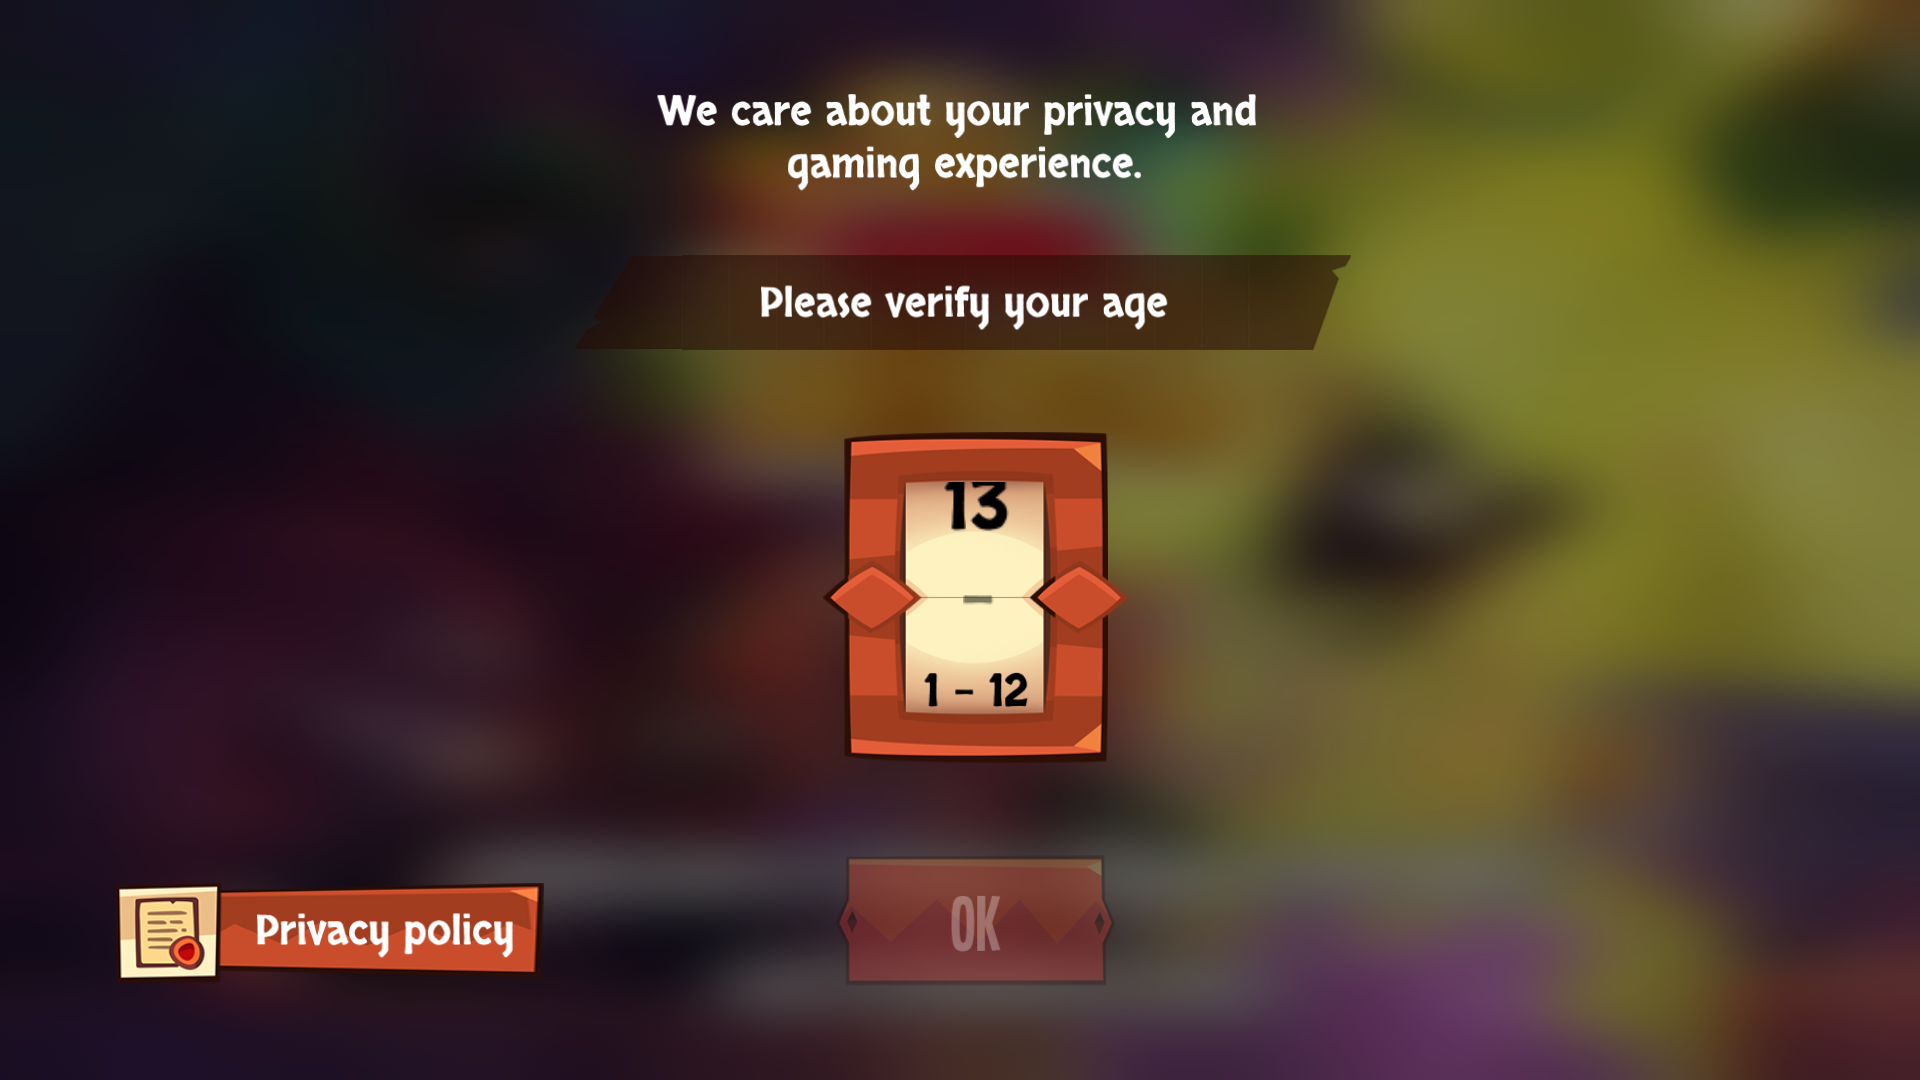 We care about your privacy and
gaming experience.
Please verify your age
13
-
1 - 12
OK
Privacy policy